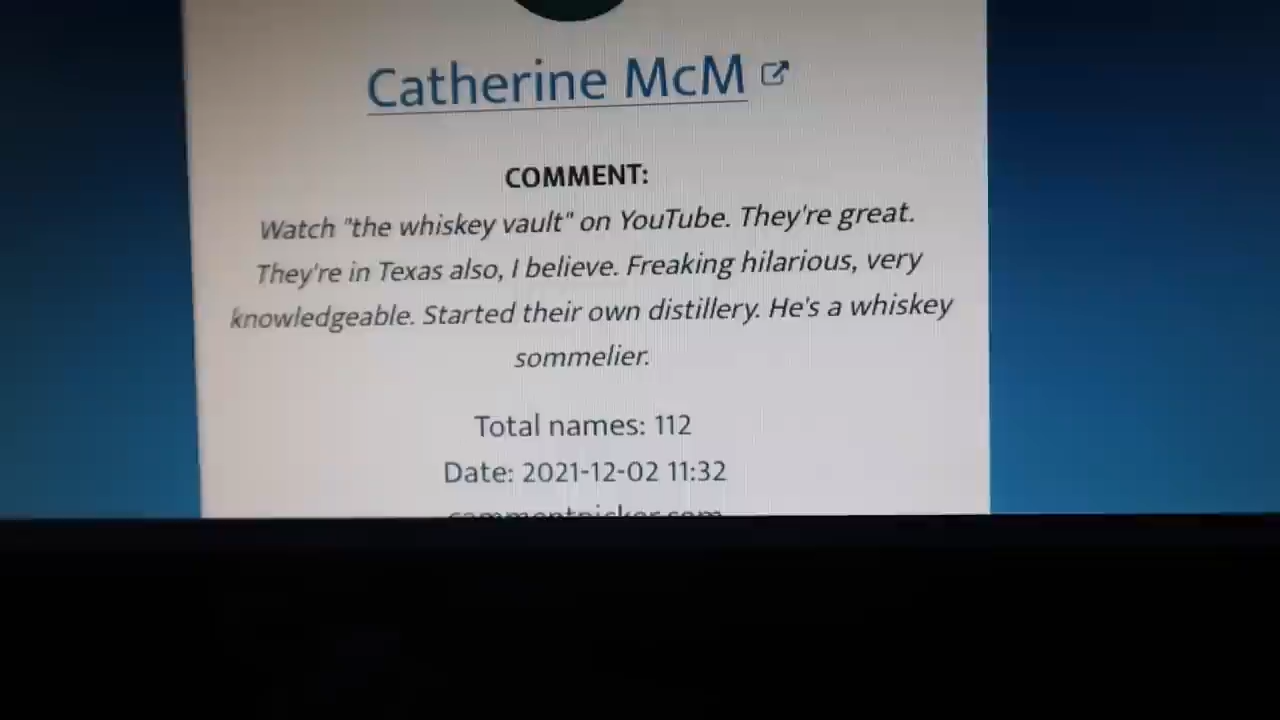 Catherine McM
COMMENT:
Watch "the whiskey vault" on YouTube. They're great.
They're in Texas also, I believe. Freaking hilarious, very
knowledgeable. Started their own distillery. He's a whiskey
sommelier.
Total names: 112
Date: 2021-12-02 11:32
commentpicker.com